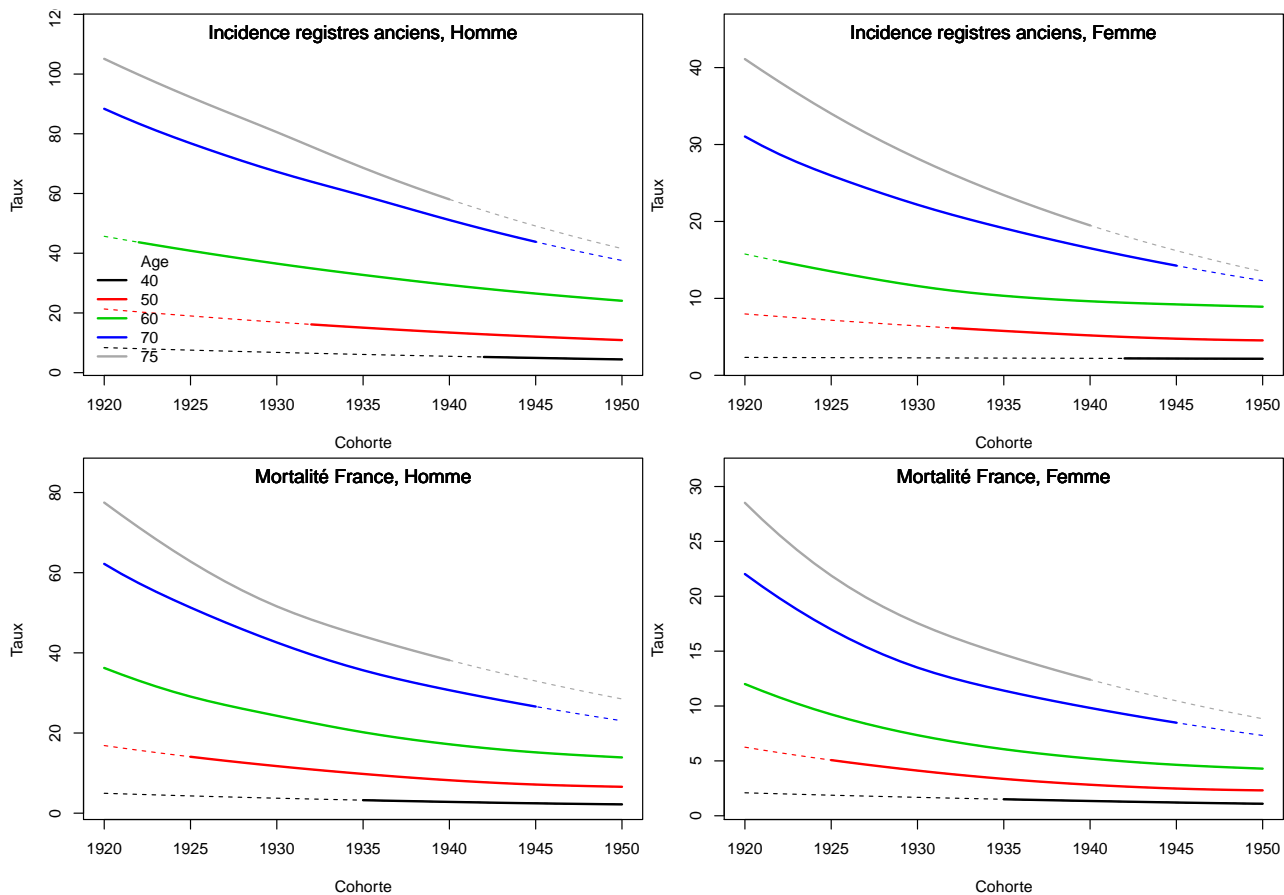 Incidence registres anciens, Homme
Taux
0 20 40 60 80 100 12
Age
40
50
60
70
75
1920 1925 1930 1935 1940 1945 1950
Cohorte
Incidence registres anciens, Femme
Taux
0 10 20 30 40
1920 1925 1930 1935 1940 1945 1950
Cohorte
Mortalité France, Homme
Taux
0 20 40 60 80
1920 1925 1930 1935 1940 1945 1950
Cohorte
Mortalité France, Femme
Taux
0 5 10 15 20 25 30
1920 1925 1930 1935 1940 1945 1950
Cohorte